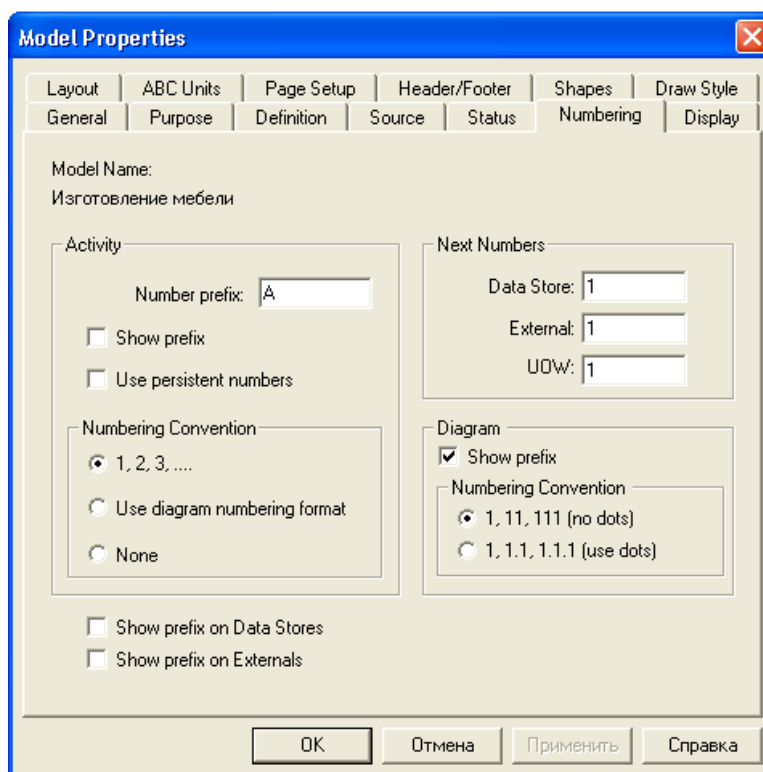 Model Properties
Layout ABC Units Page Setup Header/Footer Shapes Draw Style
General Purpose Definition Source Status Numbering Display
Model Name:
Изготовление мебели
Activity
Number prefix: A
Show prefix
Use persistent numbers
Numbering Convention
1, 2, 3, ....
Use diagram numbering format
None
Next Numbers
Data Store: 1
External: 1
UOW: 1
Diagram
Show prefix
Numbering Convention
1, 11, 111 (no dots)
1, 1.1, 1.1.1 (use dots)
Show prefix on Data Stores
Show prefix on Externals
OK Отмена Применить Справка